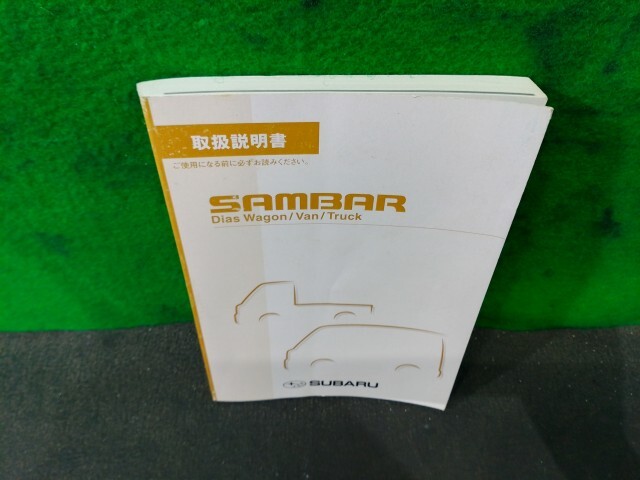 取扱説明書
ご使用になる前に必ずお読みください。
SAMBAR
Dias Wagon/Van/Truck
SUBARU